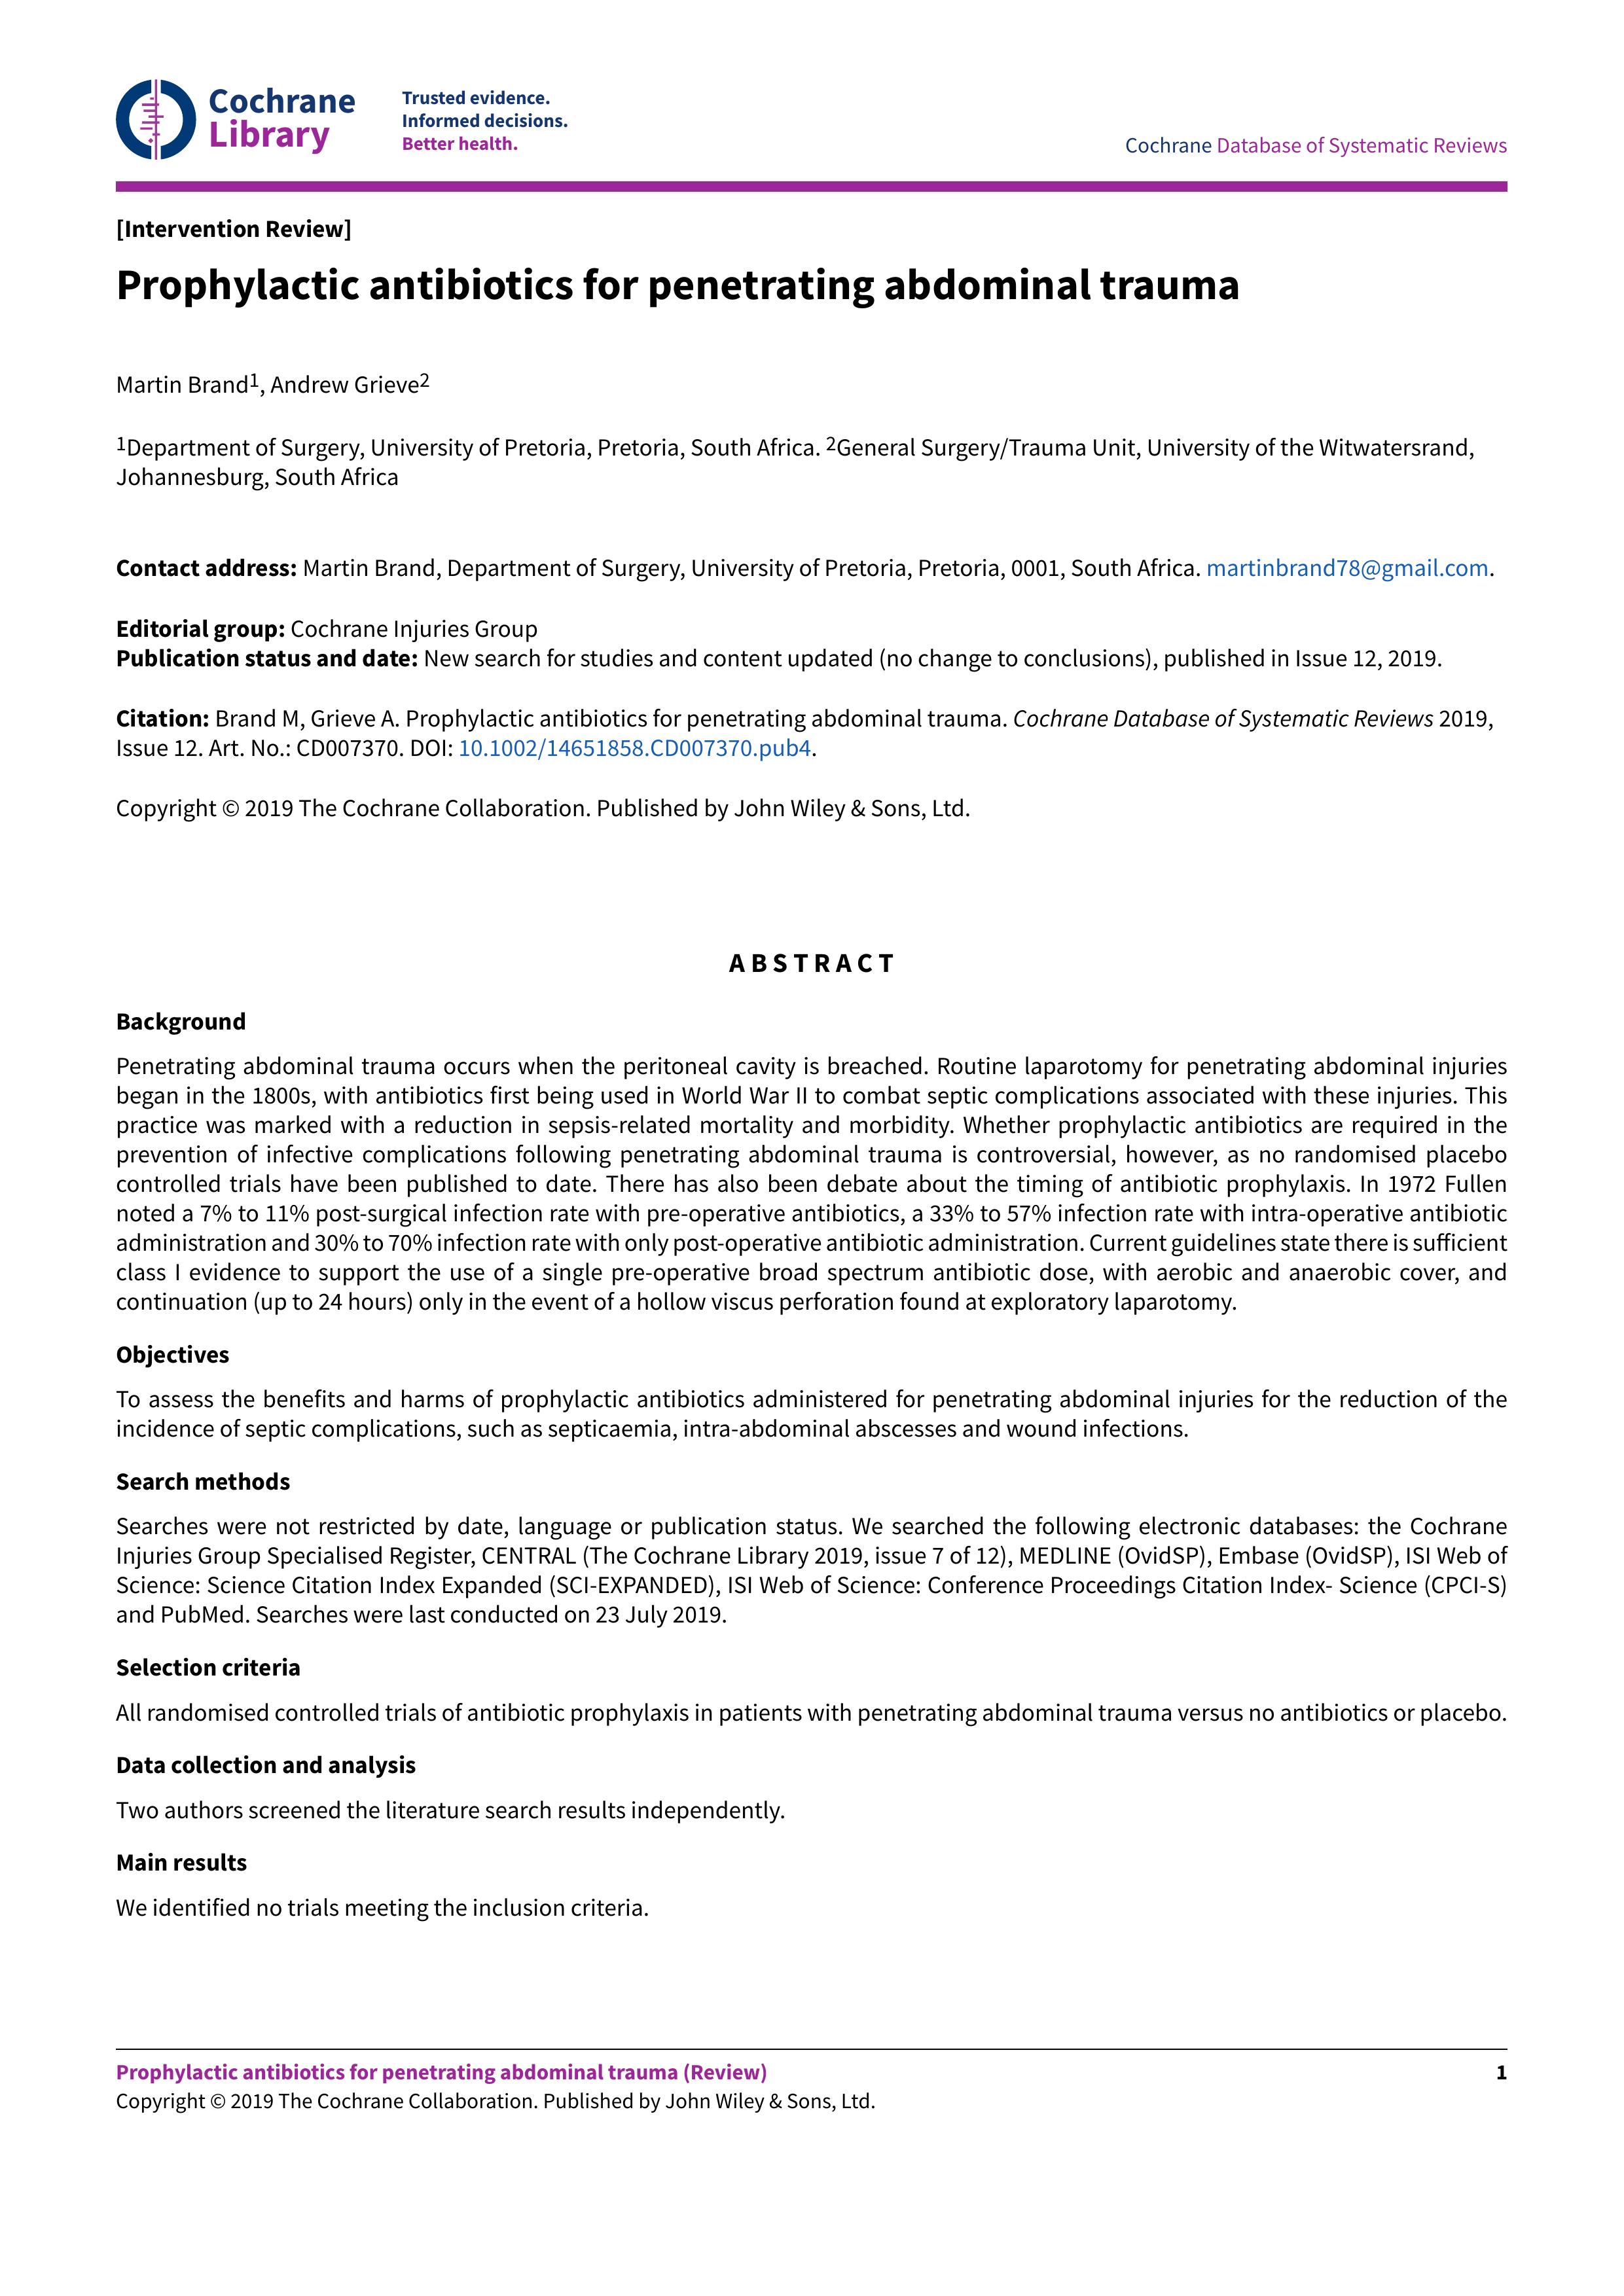 Cochrane
Library
Trusted evidence.
Informed decisions.
Better health.
Cochrane Database of Systematic Reviews
[Intervention Review]
Prophylactic antibiotics for penetrating abdominal trauma
Martin Brand1, Andrew Grieve2
1Department of Surgery, University of Pretoria, Pretoria, South Africa. 2General Surgery/Trauma Unit, University of the Witwatersrand,
Johannesburg, South Africa
Contact address: Martin Brand, Department of Surgery, University of Pretoria, Pretoria, 0001, South Africa. martinbrand78@gmail.com.
Editorial group: Cochrane Injuries Group
Publication status and date: New search for studies and content updated (no change to conclusions), published in Issue 12, 2019.
Citation: Brand M, Grieve A. Prophylactic antibiotics for penetrating abdominal trauma. Cochrane Database of Systematic Reviews 2019,
Issue 12. Art. No.: CD007370. DOI: 10.1002/14651858.CD007370.pub4.
Copyright © 2019 The Cochrane Collaboration. Published by John Wiley & Sons, Ltd.
ABSTRACT
Background
Penetrating abdominal trauma occurs when the peritoneal cavity is breached. Routine laparotomy for penetrating abdominal injuries
began in the 1800s, with antibiotics first being used in World War II to combat septic complications associated with these injuries. This
practice was marked with a reduction in sepsis-related mortality and morbidity. Whether prophylactic antibiotics are required in the
prevention of infective complications following penetrating abdominal trauma is controversial, however, as no randomised placebo
controlled trials have been published to date. There has also been debate about the timing of antibiotic prophylaxis. In 1972 Fullen
noted a 7% to 11% post-surgical infection rate with pre-operative antibiotics, a 33% to 57% infection rate with intra-operative antibiotic
administration and 30% to 70% infection rate with only post-operative antibiotic administration. Current guidelines state there is sufficient
class I evidence to support the use of a single pre-operative broad spectrum antibiotic dose, with aerobic and anaerobic cover, and
continuation (up to 24 hours) only in the event of a hollow viscus perforation found at exploratory laparotomy.
Objectives
To assess the benefits and harms of prophylactic antibiotics administered for penetrating abdominal injuries for the reduction of the
incidence of septic complications, such as septicaemia, intra-abdominal abscesses and wound infections.
Search methods
Searches were not restricted by date, language or publication status. We searched the following electronic databases: the Cochrane
Injuries Group Specialised Register, CENTRAL (The Cochrane Library 2019, issue 7 of 12), MEDLINE (OvidSP), Embase (OvidSP), ISI Web of
Science: Science Citation Index Expanded (SCI-EXPANDED), ISI Web of Science: Conference Proceedings Citation Index- Science (CPCI-S)
and PubMed. Searches were last conducted on 23 July 2019.
Selection criteria
All randomised controlled trials of antibiotic prophylaxis in patients with penetrating abdominal trauma versus no antibiotics or placebo.
Data collection and analysis
Two authors screened the literature search results independently.
Main results
We identified no trials meeting the inclusion criteria.
Prophylactic antibiotics for penetrating abdominal trauma (Review)
1
Copyright © 2019 The Cochrane Collaboration. Published by John Wiley & Sons, Ltd.